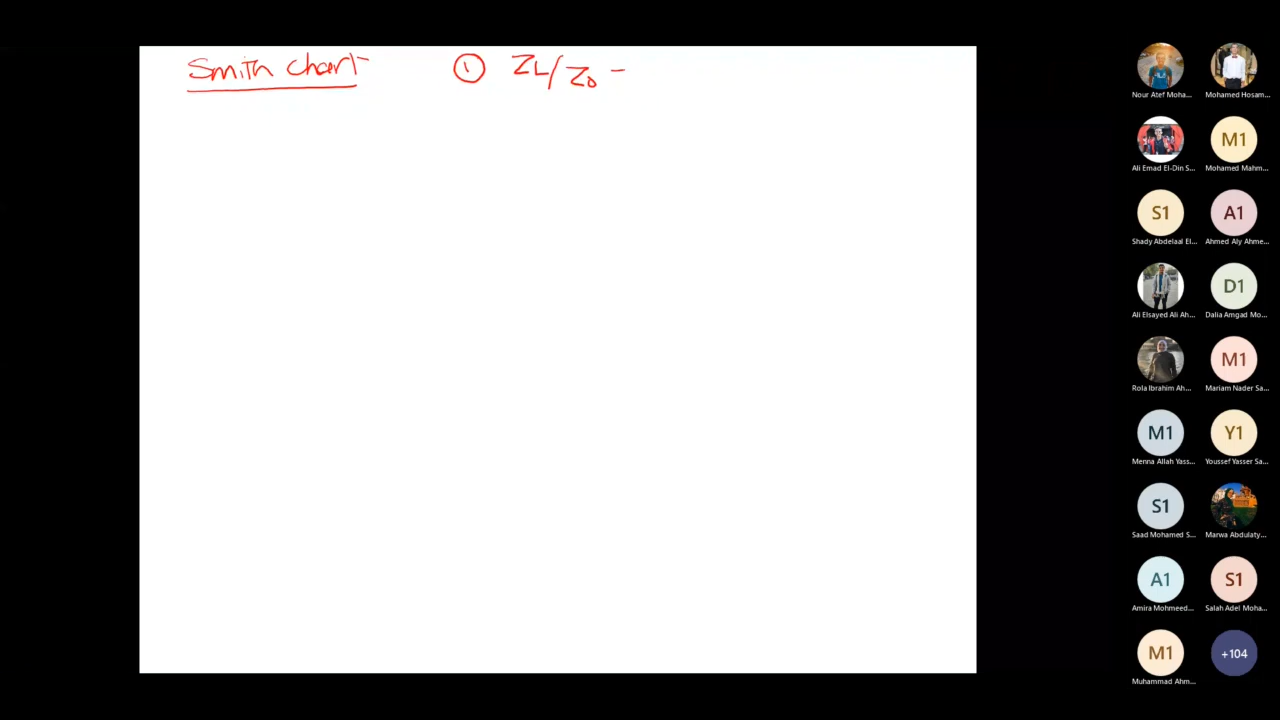 Smith chart ① ZL/Z0 -
Nour Atef Moha... Mohamed Hosam...
M1
Ali Emad El-Din S... Mohamed Mahm...
S1 A1
Shady Abdelaal El... Ahmed Aly Ahme...
D1
Ali Elsayed Ali Ah... Dalia Amgad Mo...
M1
Rola Ibrahim Ah... Mariam Nader Sa...
M1 Y1
Menna Allah Yass... Youssef Yasser Sa...
S1
Saad Mohamed S... Marwa Abdulaty...
A1 S1
Amira Mohmeed... Salah Adel Moha...
M1 +104
Muhammad Ahm...